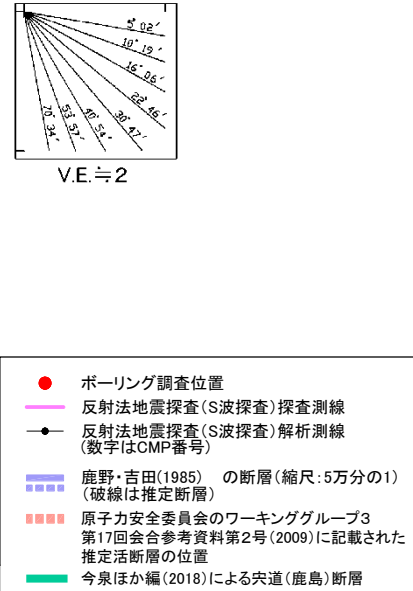 5° 02′
10° 19′
16° 06′
22° 46′
30° 47′
40° 54′
53° 57′
70° 34′
V.E.≒2
ボーリング調査位置
反射法地震探査(S波探査)探査測線
反射法地震探査(S波探査)解析測線
(数字はCMP番号)
鹿野・吉田(1985) の断層(縮尺:5万分の1)
(破線は推定断層)
原子力安全委員会のワーキンググループ3
第17回会合参考資料第2号(2009)に記載された
推定活断層の位置
今泉ほか編(2018)による宍道(鹿島)断層